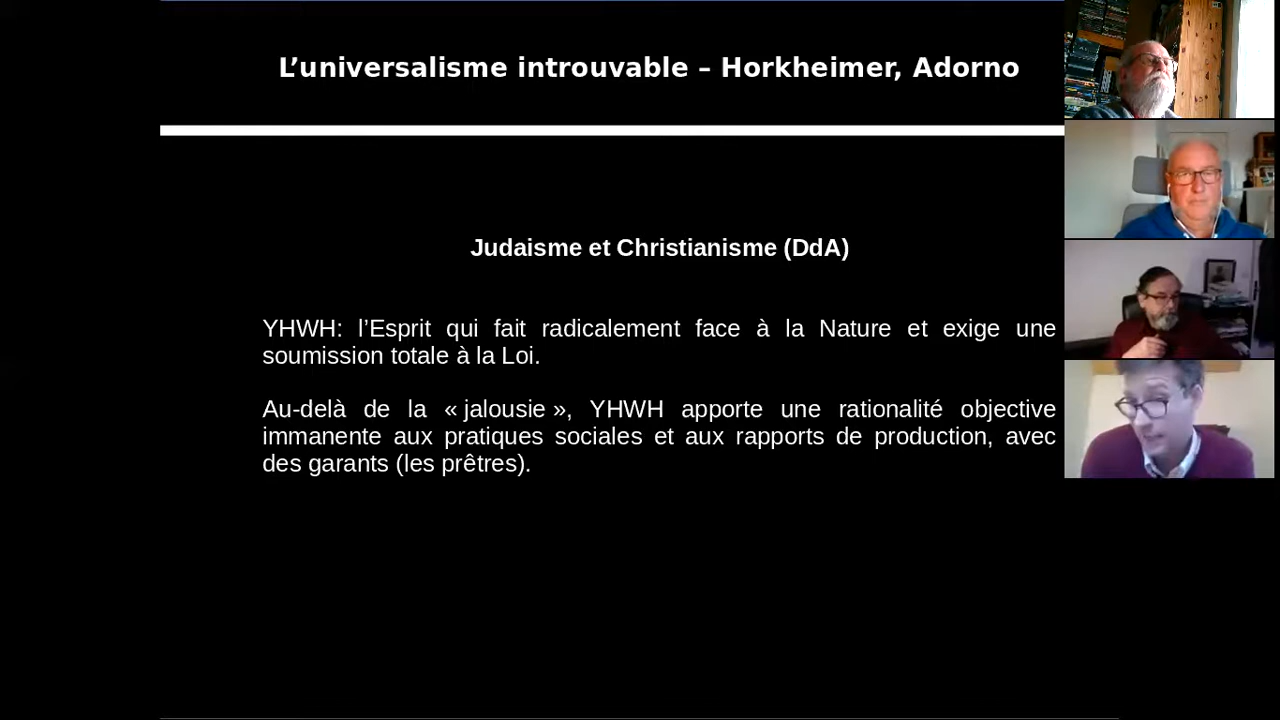 L’universalisme introuvable – Horkheimer, Adorno
Judaisme et Christianisme (DdA)
YHWH: l’Esprit qui fait radicalement face à la Nature et exige une
soumission totale à la Loi.
Au-delà de la « jalousie », YHWH apporte une rationalité objective
immanente aux pratiques sociales et aux rapports de production, avec
des garants (les prêtres).